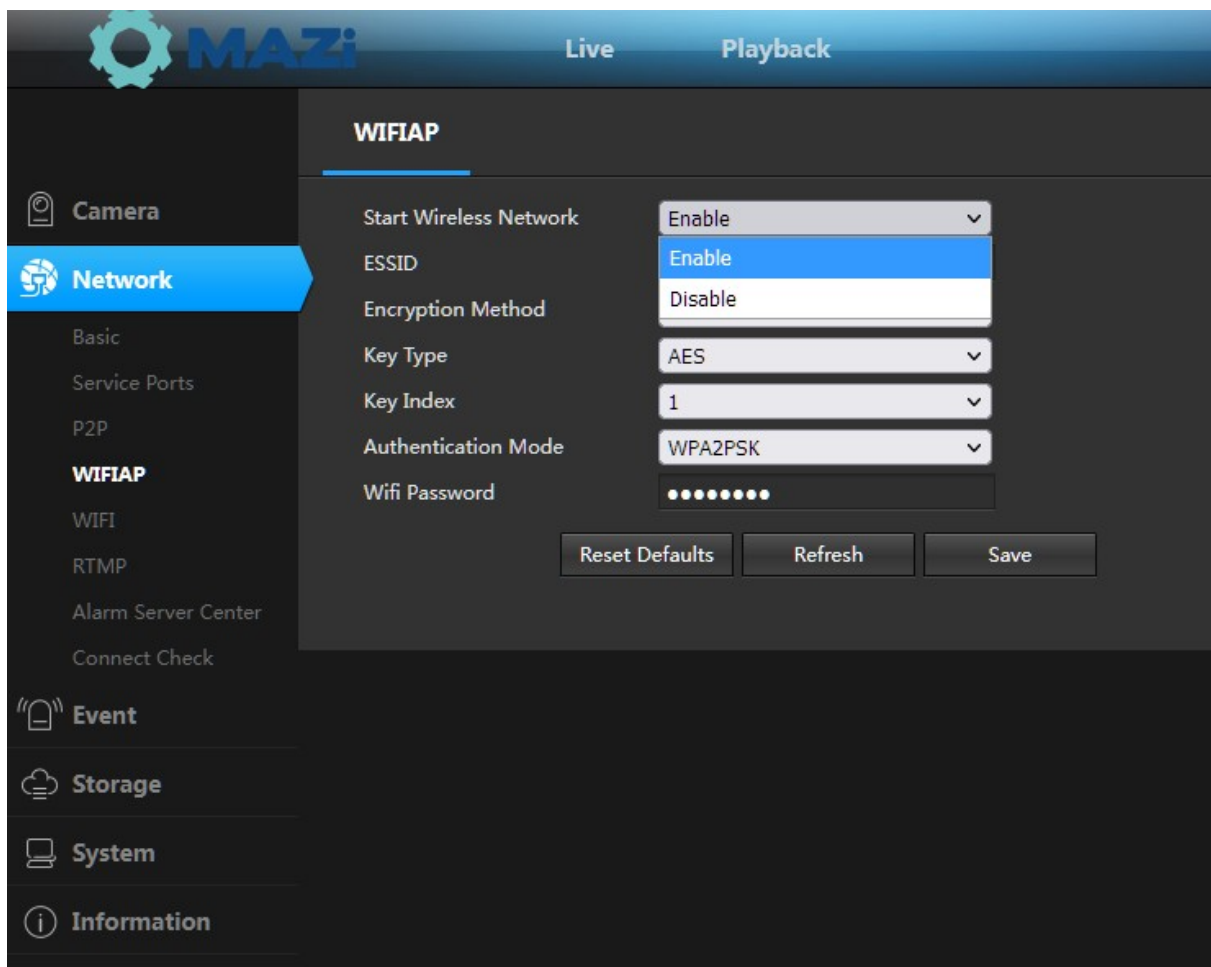 MAZi
Live
Playback
WIFIAP
Camera
Network
Basic
Service Ports
P2P
WIFIAP
WIFI
RTMP
Alarm Server Center
Connect Check
Event
Storage
System
Information
Start Wireless Network
Enable
Enable
Disable
ESSID
Encryption Method
Key Type
AES
Key Index
1
Authentication Mode
WPA2PSK
Wifi Password
••••••••
Reset Defaults
Refresh
Save